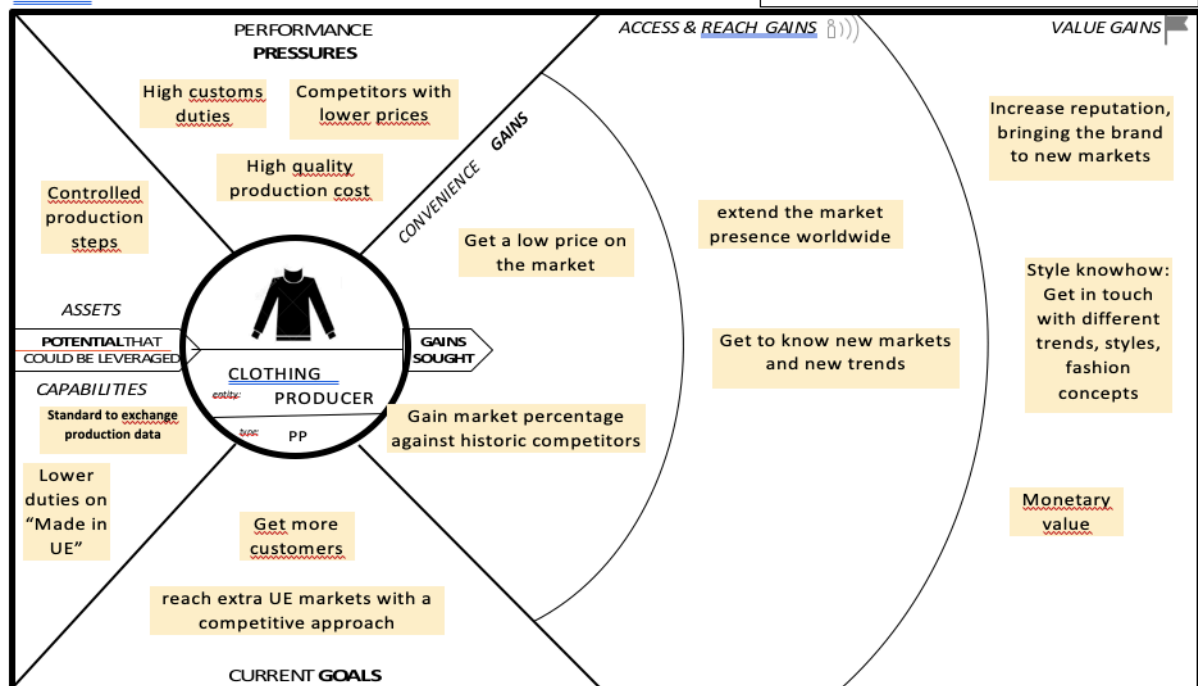 PERFORMANCE
PRESSURES
High customs
duties
Competitors with
lower prices
High quality
production cost
Controlled
production
steps
ASSETS
POTENTIALTHAT
COULD BE LEVERAGED
CAPABILITIES
Standard to exchange
production data
Lower
duties on
“Made in
UE”
CLOTHING
entity: PRODUCER
type: PP
GAINS
SOUGHT
CONVENIENCE GAINS
Get a low price on
the market
Gain market percentage
against historic competitors
Get more
customers
reach extra UE markets with a
competitive approach
CURRENT GOALS
ACCESS & REACH GAINS
extend the market
presence worldwide
Get to know new markets
and new trends
VALUE GAINS
Increase reputation,
bringing the brand
to new markets
Style knowhow:
Get in touch
with different
trends, styles,
fashion
concepts
Monetary
value